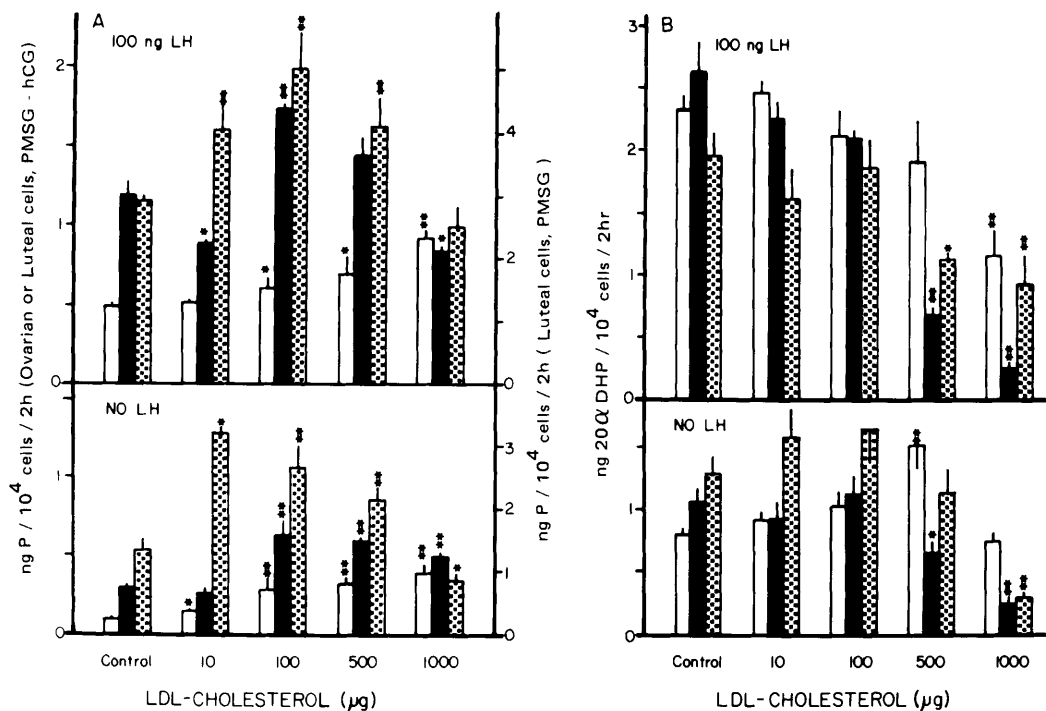 A
100 ng LH
2
1
0
4
2
0
ng P / 10⁴ cells / 2h (Ovarian or Luteal cells, PMSG - hCG)
ng P / 10⁴ cells / 2h ( Luteal cells, PMSG)
NO LH
1
0
3
2
1
0
Control 10 100 500 1000
LDL-CHOLESTEROL (µg)
B
100 ng LH
3
2
1
0
ng 20α DHP / 10⁴ cells / 2hr
NO LH
1
0
Control 10 100 500 1000
LDL-CHOLESTEROL (µg)